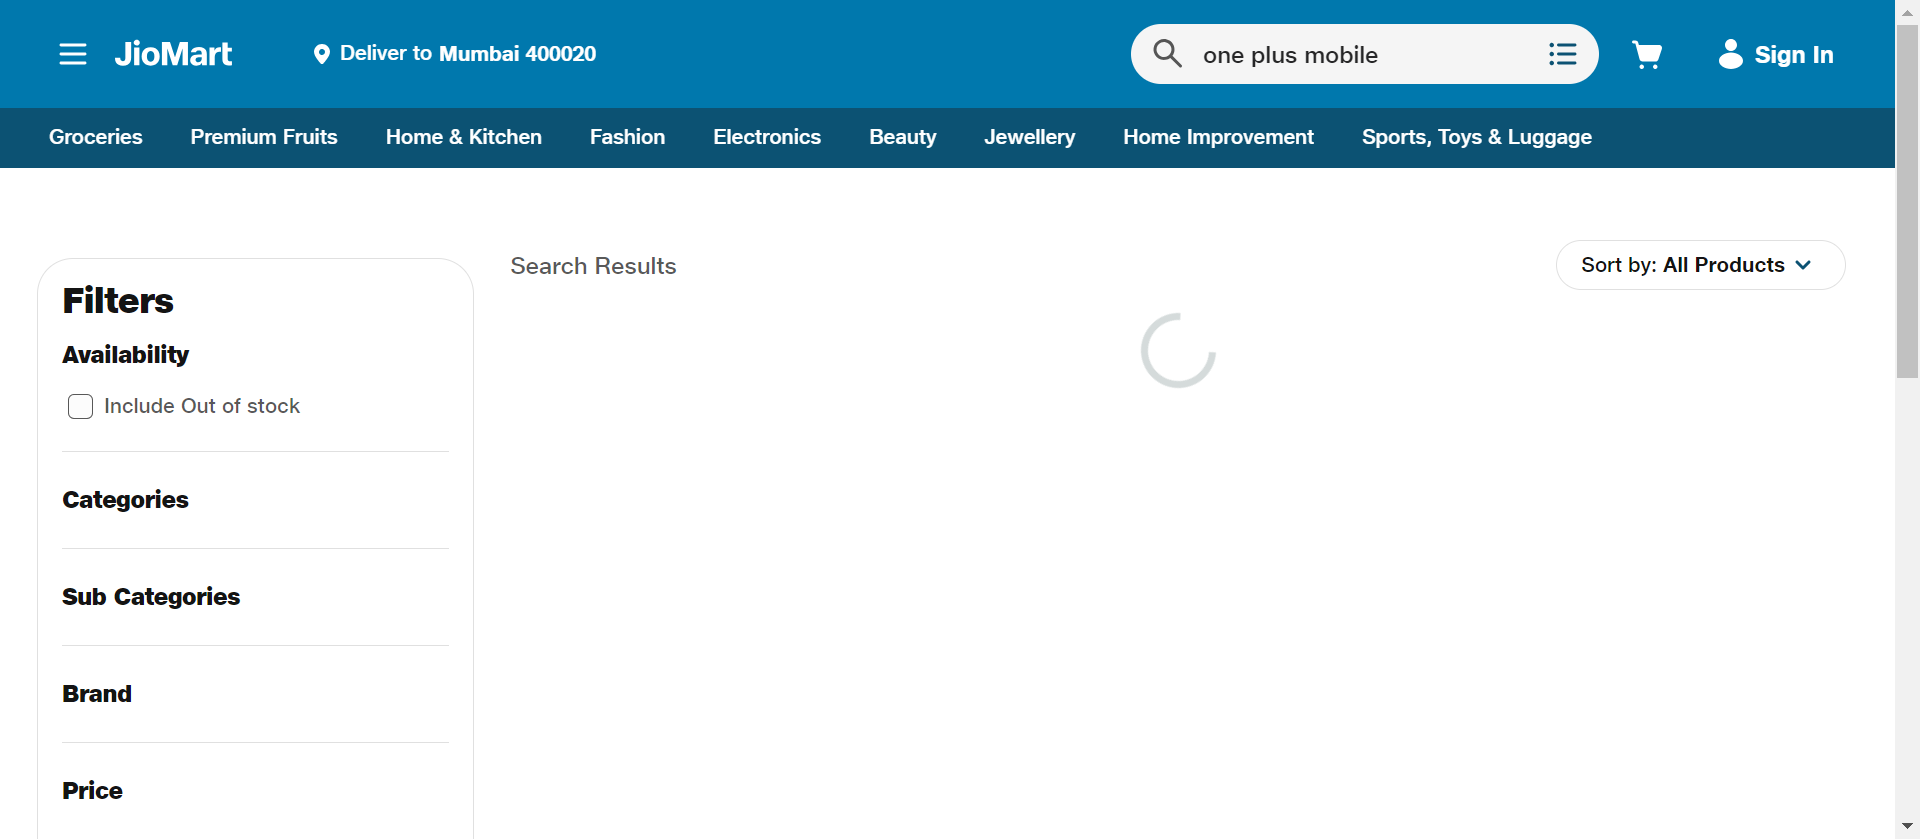 JioMart
Deliver to Mumbai 400020
one plus mobile
Sign In
Groceries
Premium Fruits
Home & Kitchen
Fashion
Electronics
Beauty
Jewellery
Home Improvement
Sports, Toys & Luggage
Filters
Availability
Include Out of stock
Categories
Sub Categories
Brand
Price
Search Results
Sort by: All Products